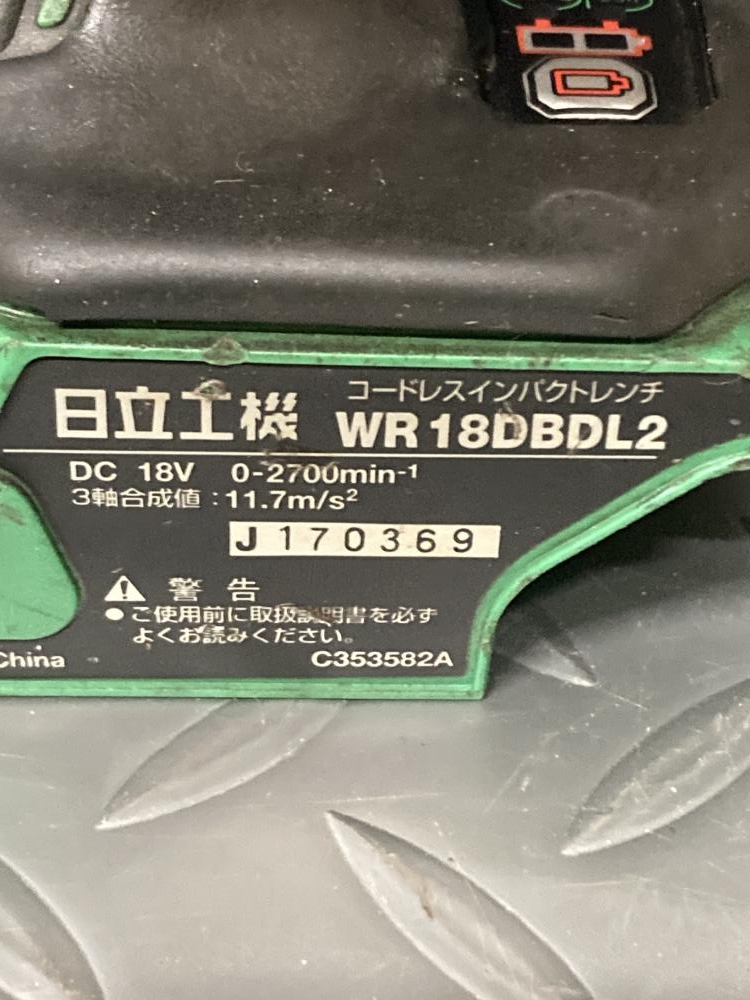 コードレスインパクトレンチ
日立工機 WR18DBDL2
DC 18V 0-2700min⁻¹
3軸合成値:11.7m/s²
J170369
警告
●ご使用前に取扱説明書を必ず
よくお読みください。
China
C353582A